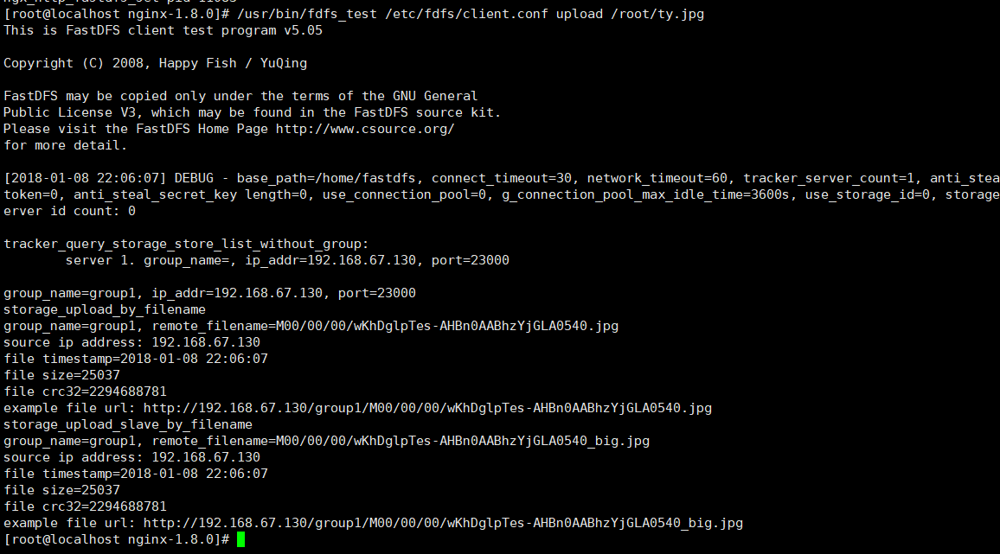 [root@localhost nginx-1.8.0]# /usr/bin/fdfs_test /etc/fdfs/client.conf upload /root/ty.jpg
This is FastDFS client test program v5.05
Copyright (C) 2008, Happy Fish / YuQing
FastDFS may be copied only under the terms of the GNU General
Public License V3, which may be found in the FastDFS source kit.
Please visit the FastDFS Home Page http://www.csource.org/
for more detail.
[2018-01-08 22:06:07] DEBUG - base_path=/home/fastdfs, connect_timeout=30, network_timeout=60, tracker_server_count=1, anti_stea
token=0, anti_steal_secret_key length=0, use_connection_pool=0, g_connection_pool_max_idle_time=3600s, use_storage_id=0, storage
erver id count: 0
tracker_query_storage_store_list_without_group:
server 1. group_name=, ip_addr=192.168.67.130, port=23000
group_name=group1, ip_addr=192.168.67.130, port=23000
storage_upload_by_filename
group_name=group1, remote_filename=M00/00/00/wKhDglpTes-AHBn0AABhzYjGLA0540.jpg
source ip address: 192.168.67.130
file timestamp=2018-01-08 22:06:07
file size=25037
file crc32=2294688781
example file url: http://192.168.67.130/group1/M00/00/00/wKhDglpTes-AHBn0AABhzYjGLA0540.jpg
storage_upload_slave_by_filename
group_name=group1, remote_filename=M00/00/00/wKhDglpTes-AHBn0AABhzYjGLA0540_big.jpg
source ip address: 192.168.67.130
file timestamp=2018-01-08 22:06:07
file size=25037
file crc32=2294688781
example file url: http://192.168.67.130/group1/M00/00/00/wKhDglpTes-AHBn0AABhzYjGLA0540_big.jpg
[root@localhost nginx-1.8.0]#